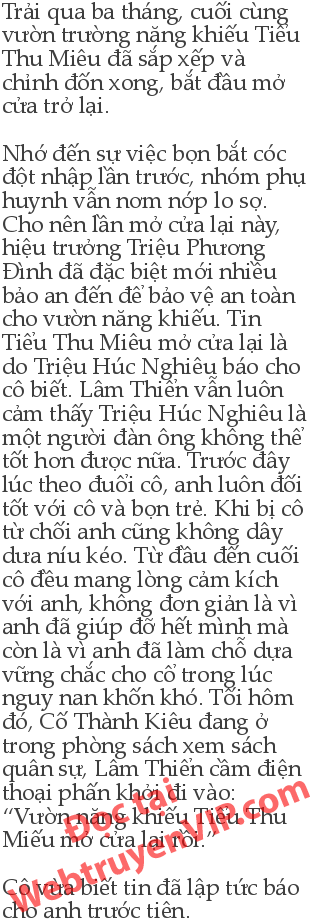 Trải qua ba tháng, cuối cùng
vườn trường năng khiếu Tiểu
Thu Miêu đã sắp xếp và
chỉnh đốn xong, bắt đầu mở
cửa trở lại.
Nhớ đến sự việc bọn bắt cóc
đột nhập lần trước, nhóm phụ
huynh vẫn nơm nớp lo sợ.
Cho nên lần mở cửa lại này,
hiệu trưởng Triệu Phương
Đình đã đặc biệt mới nhiều
bảo an đến để bảo vệ an toàn
cho vườn năng khiếu. Tin
Tiểu Thu Miêu mở cửa lại là
do Triệu Húc Nghiêu báo cho
cô biết. Lâm Thiển vẫn luôn
cảm thấy Triệu Húc Nghiêu là
một người đàn ông không thể
tốt hơn được nữa. Trước đây
lúc theo đuổi cô, anh luôn đối
tốt với cô và bọn trẻ. Khi bị cô
từ chối anh cũng không dây
dưa níu kéo. Từ đầu đến cuối
cô đều mang lòng cảm kích
với anh, không đơn giản là vì
anh đã giúp đỡ hết mình mà
còn là vì anh đã làm chỗ dựa
vững chắc cho cổ trong lúc
nguy nan khốn khó. Tối hôm
đó, Cố Thành Kiêu đang ở
trong phòng sách xem sách
quân sự, Lâm Thiển cầm điện
thoại phấn khởi đi vào:
“Vườn năng khiếu Tiểu Thu
Miếu mở cửa lại rồi.”
Cô vừa biết tin đã lập tức báo
cho anh trước tiên.
Đọc tại
WebtruyenVIP.com